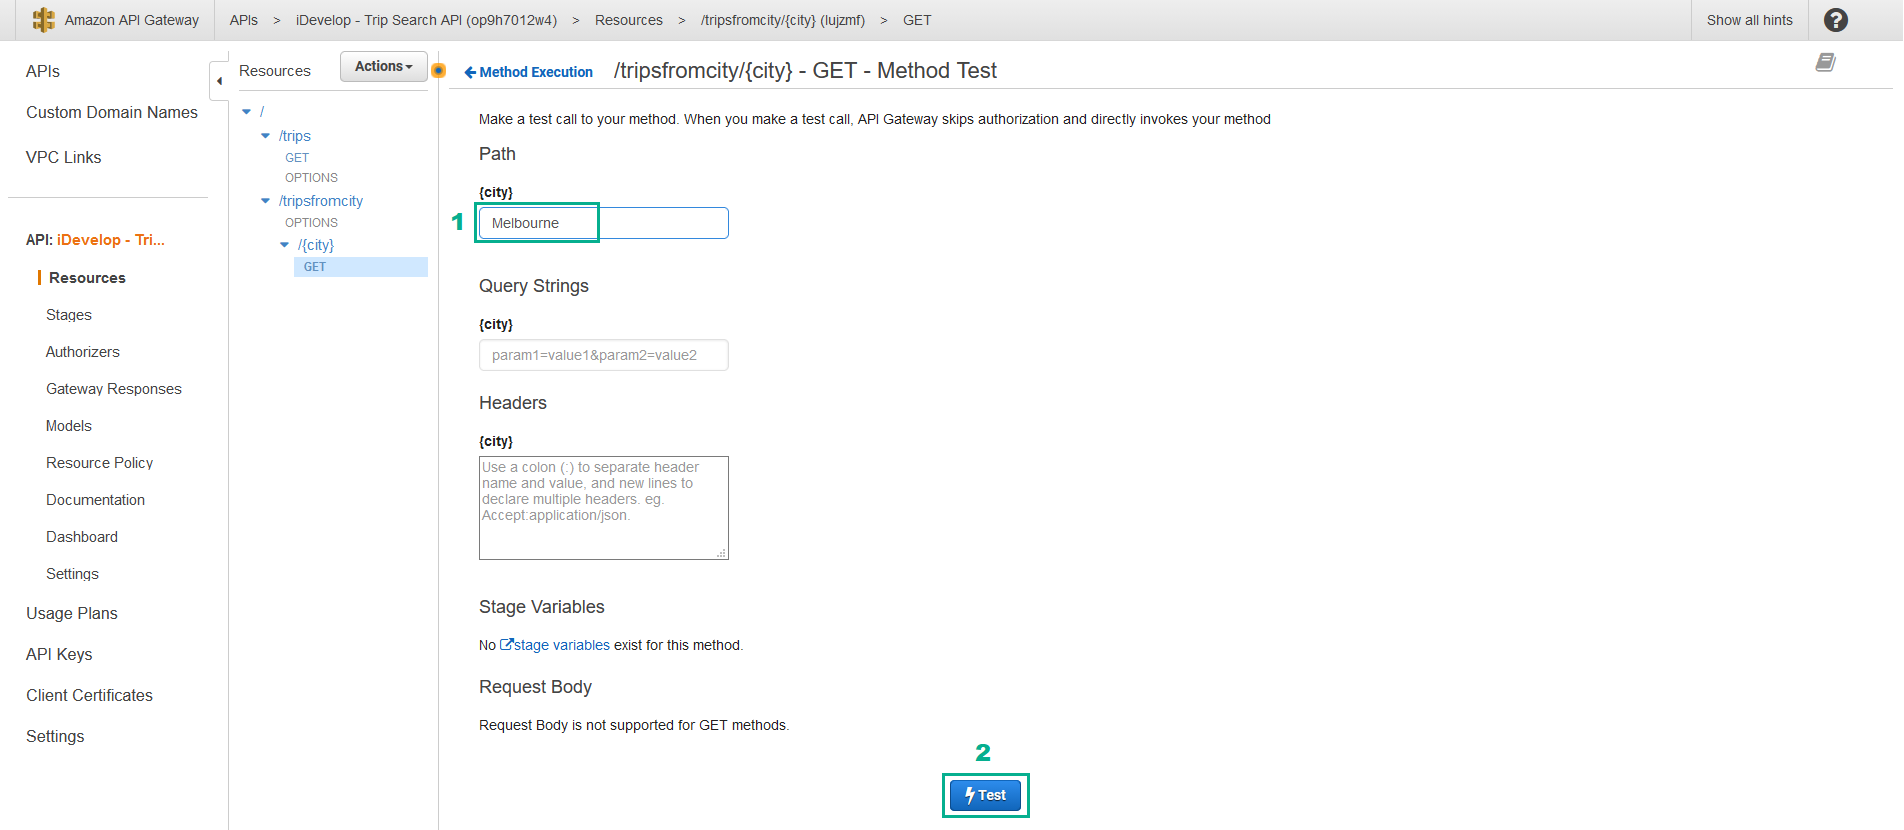 Amazon API Gateway
APIs > iDevelop - Trip Search API (op9h7012w4) > Resources > /tripsfromcity/{city} (lujzmf) > GET
Show all hints
?
APIs
Custom Domain Names
VPC Links
API: iDevelop - Tri...
Resources
Stages
Authorizers
Gateway Responses
Models
Resource Policy
Documentation
Dashboard
Settings
Usage Plans
API Keys
Client Certificates
Settings
Resources
Actions
/
/trips
GET
OPTIONS
/tripsfromcity
OPTIONS
/{city}
GET
Method Execution
/tripsfromcity/{city} - GET - Method Test
Make a test call to your method. When you make a test call, API Gateway skips authorization and directly invokes your method
Path
{city}
1
Melbourne
Query Strings
{city}
param1=value1&param2=value2
Headers
{city}
Use a colon (:) to separate header
name and value, and new lines to
declare multiple headers. eg.
Accept:application/json.
Stage Variables
No stage variables exist for this method.
Request Body
Request Body is not supported for GET methods.
2
Test